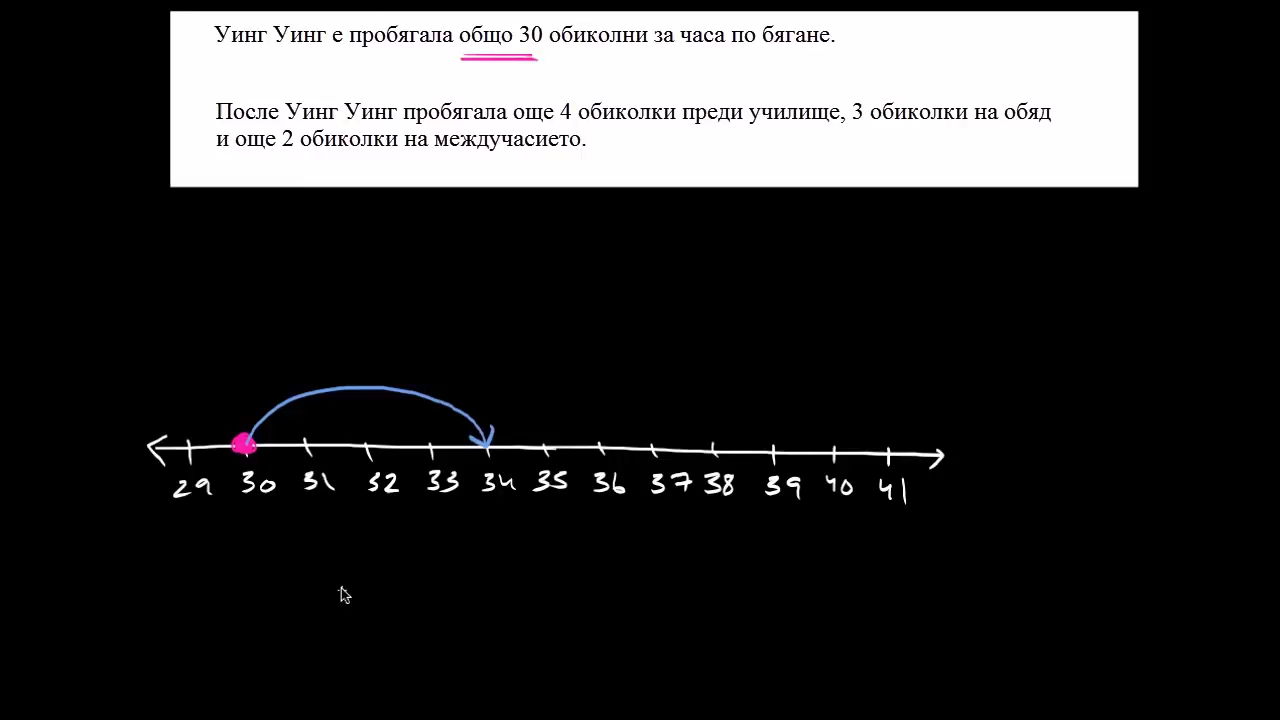 Уинг Уинг е пробягала общо 30 обиколни за часа по бягане.
После Уинг Уинг пробягала още 4 обиколки преди училище, 3 обиколки на обяд
и още 2 обиколки на междучасието.
29 30 31 32 33 34 35 36 37 38 39 40 41